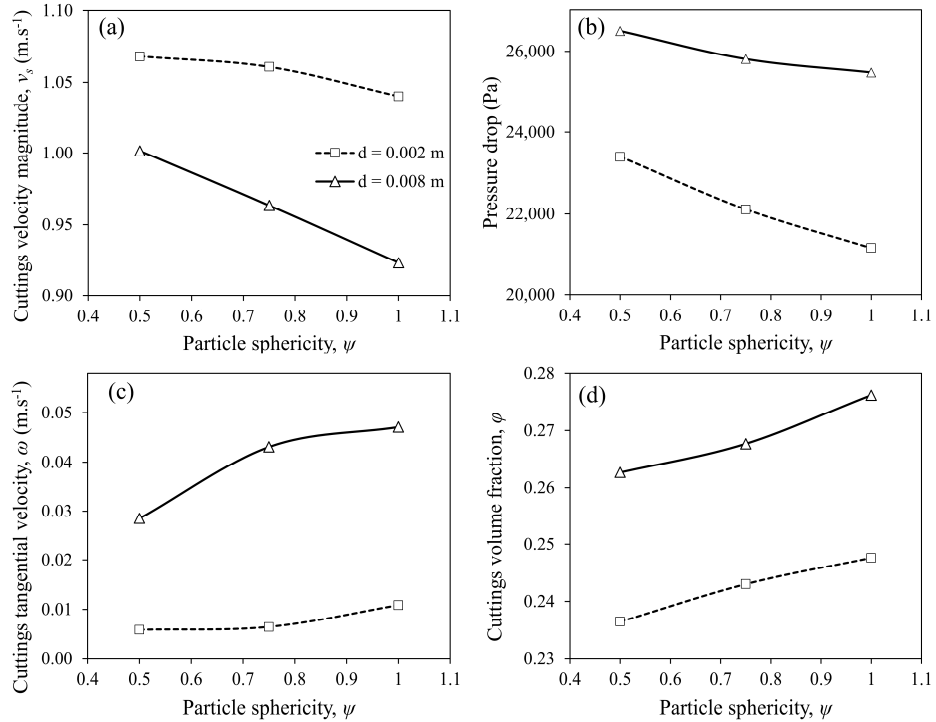 (a)
Cuttings velocity magnitude, vₛ (m.s⁻¹)
1.10
1.05
1.00
0.95
0.90
d = 0.002 m
d = 0.008 m
0.4 0.5 0.6 0.7 0.8 0.9 1 1.1
Particle sphericity, ψ
(b)
Pressure drop (Pa)
26,000
24,000
22,000
20,000
0.4 0.5 0.6 0.7 0.8 0.9 1 1.1
Particle sphericity, ψ
(c)
Cuttings tangential velocity, ω (m.s⁻¹)
0.05
0.04
0.03
0.02
0.01
0.00
0.4 0.5 0.6 0.7 0.8 0.9 1 1.1
Particle sphericity, ψ
(d)
Cuttings volume fraction, φ
0.28
0.27
0.26
0.25
0.24
0.23
0.4 0.5 0.6 0.7 0.8 0.9 1 1.1
Particle sphericity, ψ